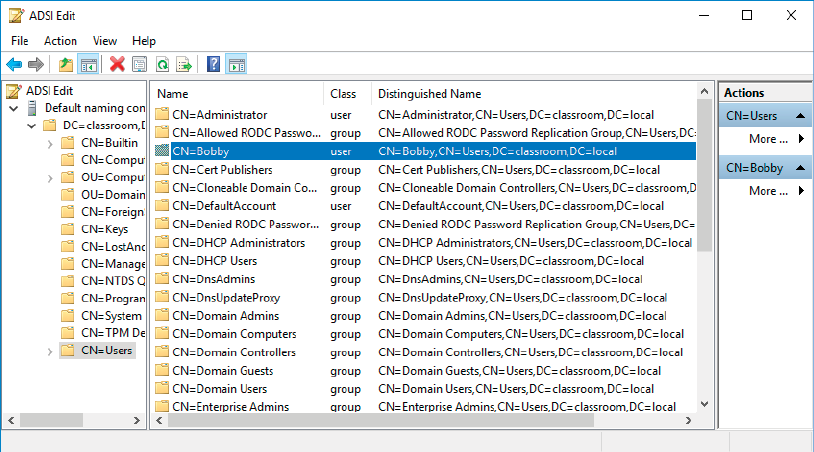 ADSI Edit
File Action View Help
ADSI Edit
Default naming con
DC=classroom,D
CN=Builtin
CN=Compu
OU=Comput
OU=Domain
CN=Foreign
CN=Keys
CN=LostAnd
CN=Manage
CN=NTDS Q
CN=Program
CN=System
CN=TPM De
CN=Users
Name Class Distinguished Name
CN=Administrator user CN=Administrator,CN=Users,DC=classroom,DC=local
CN=Allowed RODC Passwo... group CN=Allowed RODC Password Replication Group,CN=Users,DC=
CN=Bobby user CN=Bobby,CN=Users,DC=classroom,DC=local
CN=Cert Publishers group CN=Cert Publishers,CN=Users,DC=classroom,DC=local
CN=Cloneable Domain Co... group CN=Cloneable Domain Controllers,CN=Users,DC=classroom,D
CN=DefaultAccount user CN=DefaultAccount,CN=Users,DC=classroom,DC=local
CN=Denied RODC Passwor... group CN=Denied RODC Password Replication Group,CN=Users,DC=
CN=DHCP Administrators group CN=DHCP Administrators,CN=Users,DC=classroom,DC=local
CN=DHCP Users group CN=DHCP Users,CN=Users,DC=classroom,DC=local
CN=DnsAdmins group CN=DnsAdmins,CN=Users,DC=classroom,DC=local
CN=DnsUpdateProxy group CN=DnsUpdateProxy,CN=Users,DC=classroom,DC=local
CN=Domain Admins group CN=Domain Admins,CN=Users,DC=classroom,DC=local
CN=Domain Computers group CN=Domain Computers,CN=Users,DC=classroom,DC=local
CN=Domain Controllers group CN=Domain Controllers,CN=Users,DC=classroom,DC=local
CN=Domain Guests group CN=Domain Guests,CN=Users,DC=classroom,DC=local
CN=Domain Users group CN=Domain Users,CN=Users,DC=classroom,DC=local
CN=Enterprise Admins group CN=Enterprise Admins,CN=Users,DC=classroom,DC=local
Actions
CN=Users
More ...
CN=Bobby
More ...